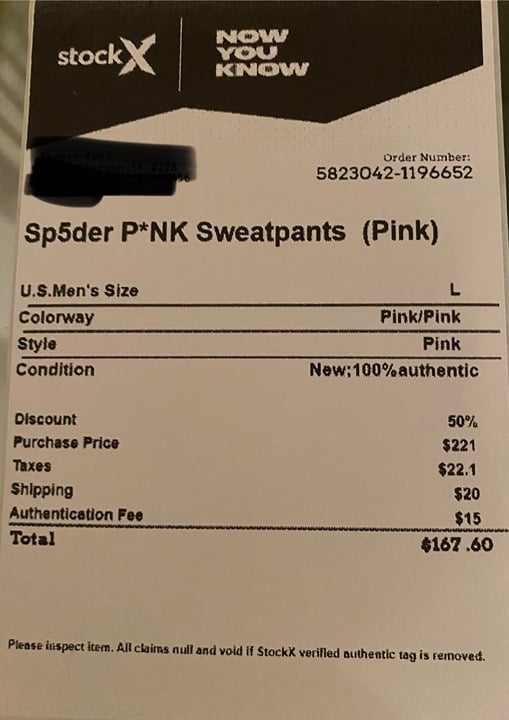 stockX
NOW
YOU
KNOW
Order Number:
5823042-1196652
Sp5der P*NK Sweatpants (Pink)
U.S.Men's Size L
Colorway Pink/Pink
Style Pink
Condition New;100%authentic
Discount 50%
Purchase Price $221
Taxes $22.1
Shipping $20
Authentication Fee $15
Total $167.60
Please inspect item. All claims null and void if StockX verified authentic tag is removed.